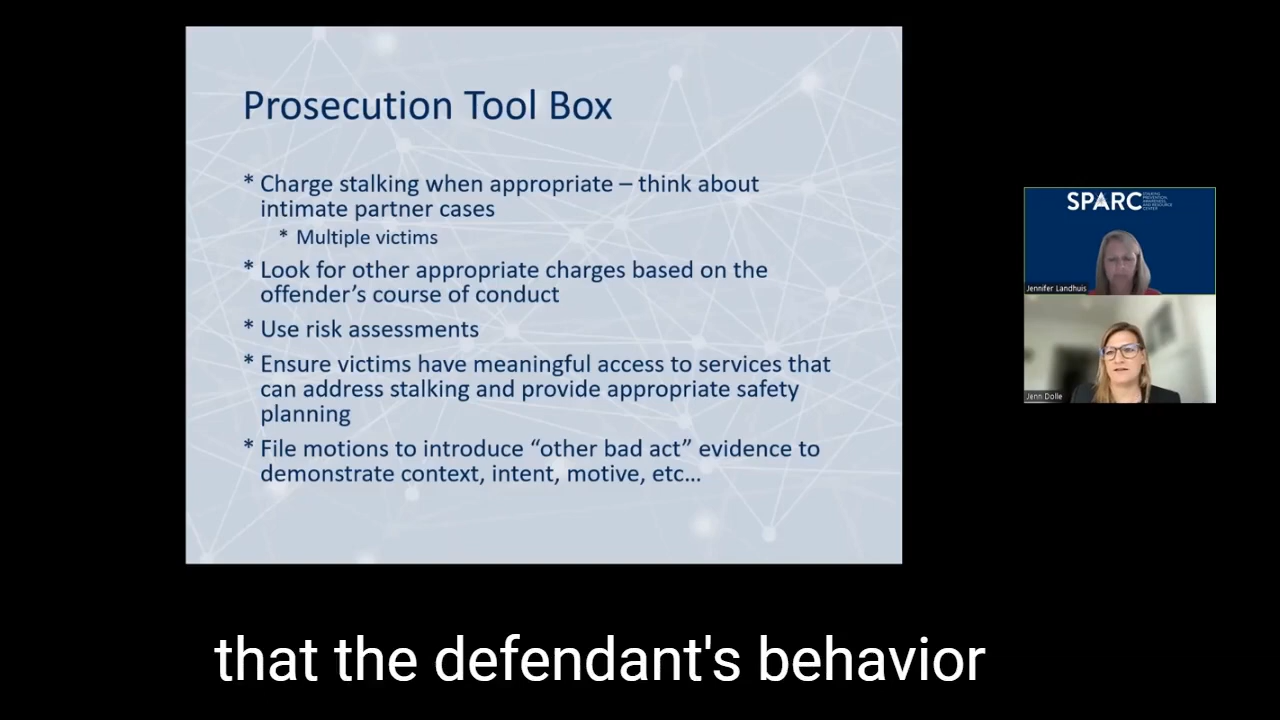 Prosecution Tool Box
* Charge stalking when appropriate – think about
intimate partner cases
* Multiple victims
* Look for other appropriate charges based on the
offender’s course of conduct
* Use risk assessments
* Ensure victims have meaningful access to services that
can address stalking and provide appropriate safety
planning
* File motions to introduce “other bad act” evidence to
demonstrate context, intent, motive, etc...
SPARC
Jennifer Landhuis
Jenn Dolle
that the defendant's behavior